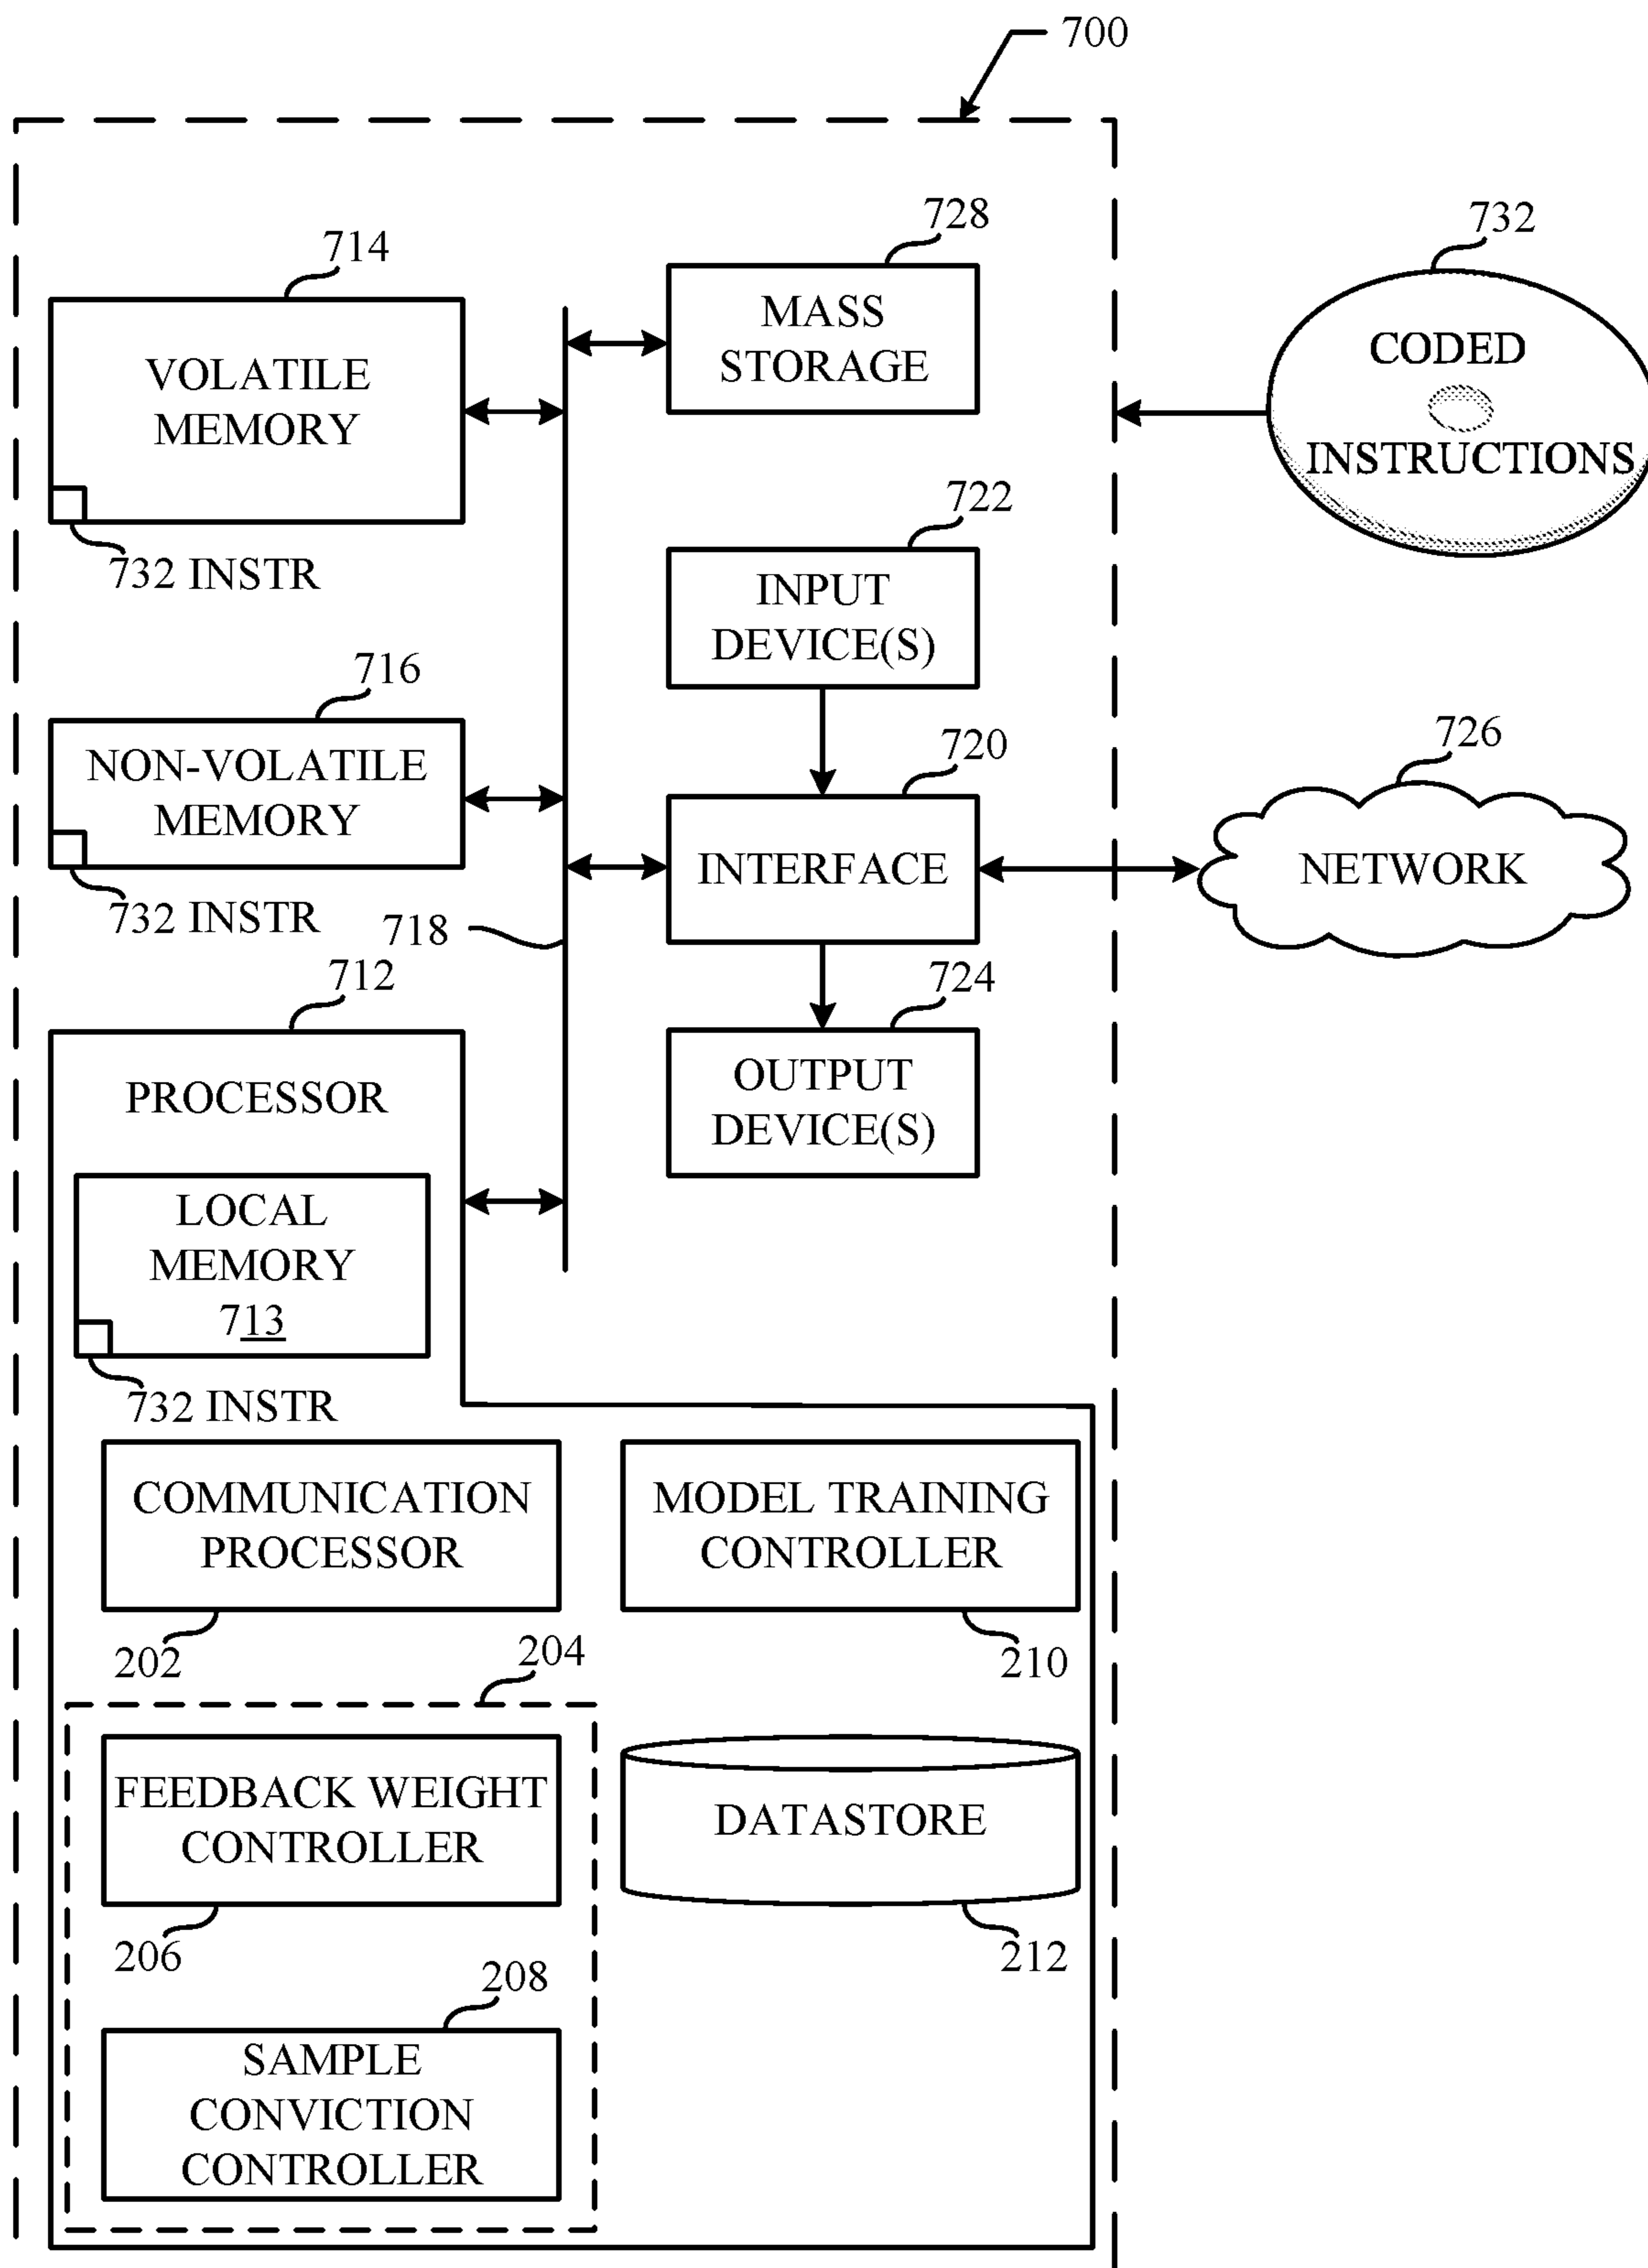 700
728
732
714
MASS
STORAGE
CODED
INSTRUCTIONS
VOLATILE
MEMORY
722
732 INSTR
INPUT
DEVICE(S)
716
720
726
NON-VOLATILE
MEMORY
INTERFACE
NETWORK
732 INSTR
718
712
724
PROCESSOR
OUTPUT
DEVICE(S)
LOCAL
MEMORY
713
732 INSTR
COMMUNICATION
PROCESSOR
MODEL TRAINING
CONTROLLER
202
204
210
FEEDBACK WEIGHT
CONTROLLER
DATASTORE
206
212
208
SAMPLE
CONVICTION
CONTROLLER